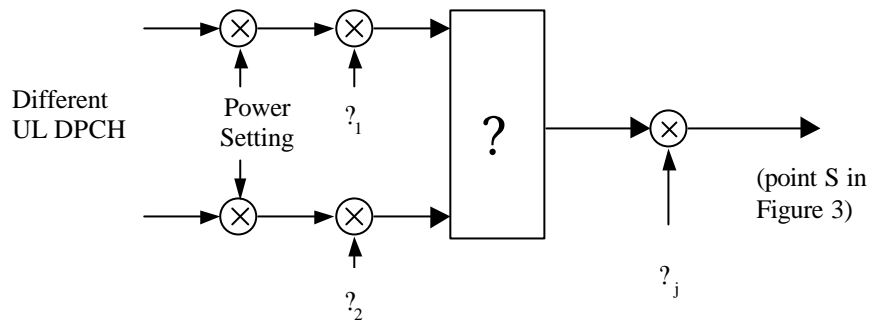 Different
UL DPCH
Power
Setting
?1
?
?2
?j
(point S in
Figure 3)